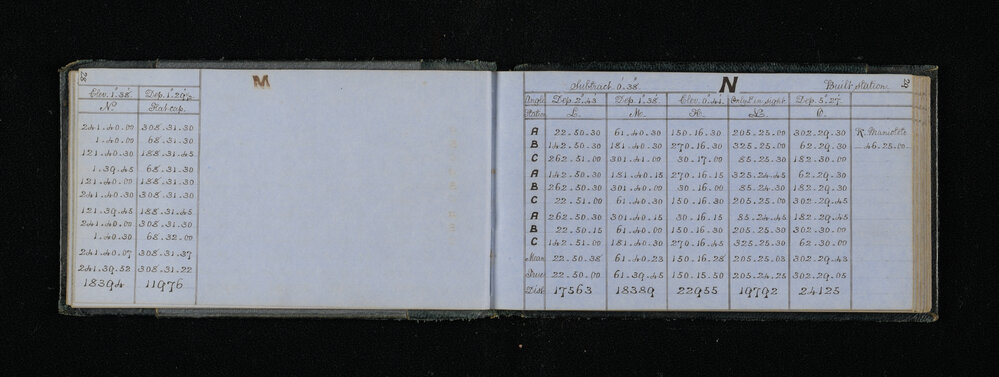 28
M
Elev. 1°.38' Dep. 1°.29'½
N° Flat cap.
241.40.00 308.31.30
1.40.00 68.31.30
121.40.30 188.31.45
1.39.45 68.31.30
121.40.00 188.31.30
241.40.30 308.31.30
121.39.45 188.31.45
241.40.00 308.31.30
1.40.30 68.32.00
241.40.07 308.31.37
241.39.52 308.31.22
18394 11976
Subtract. 0.38. N Built station. 29
Angle Dep. 2.43 Dep. 1.38 Elev. 0.41 Only L in sight Dep. 5.27
Station L. M. K. O.
A 22.50.30 61.40.30 150.16.30 205.25.00 302.29.30 K.
B 142.50.30 181.40.30 270.16.30 325.25.00 62.29.30 46.25.00
C 262.51.00 301.41.00 30.17.00 85.25.30 182.30.00
A 142.50.30 181.40.15 270.16.15 325.24.45 62.29.30
B 262.50.30 301.40.00 30.16.00 85.24.30 182.29.30
C 22.51.00 61.40.30 150.16.30 205.25.00 302.29.45
A 262.50.30 301.40.15 30.16.15 85.24.45 182.29.45
B 22.50.15 61.40.00 150.16.30 205.25.00 302.29.30
C 142.51.00 181.40.30 270.16.45 325.25.30 62.30.00
Mean 22.50.38 61.40.23 150.16.28 205.25.03 302.29.38
True 22.50.00 61.39.45 150.15.50 205.24.25 302.29.05
Dist 17563 18389 22955 19792 24125